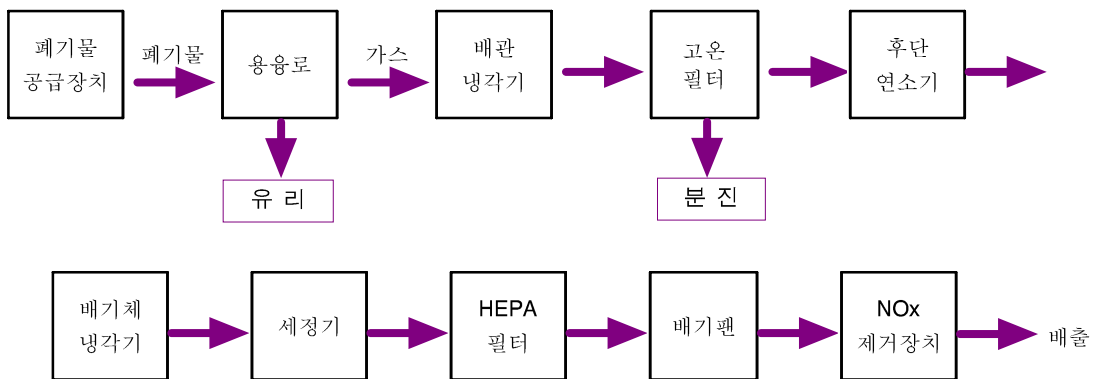 폐기물
공급장치
폐기물
용융로
가스
배관
냉각기
고온
필터
후단
연소기
유 리
분 진
배기체
냉각기
세정기
HEPA
필터
배기팬
NOx
제거장치
배출